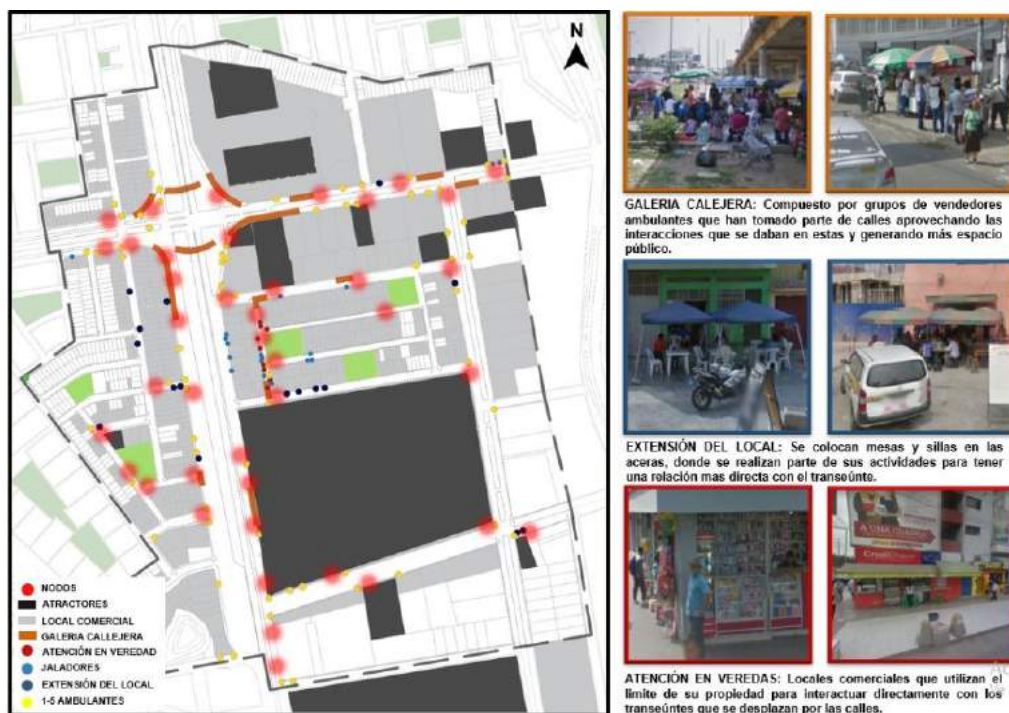 N
NODOS
ATRACTORES
LOCAL COMERCIAL
GALERIA CALLEJERA
ATENCIÓN EN VEREDAD
JALADORES
EXTENSIÓN DEL LOCAL
1-5 AMBULANTES
GALERIA CALLEJERA: Compuesto por grupos de vendedores
ambulantes que han tomado parte de calles aprovechando las
interacciones que se daban en estas y generando más espacio
público.
EXTENSIÓN DEL LOCAL: Se colocan mesas y sillas en las
aceras, donde se realizan parte de sus actividades para tener
una relación mas directa con el transeúnte.
A UNA CUADRA
ATENCIÓN EN VEREDAS: Locales comerciales que utilizan el
limite de su propiedad para interactuar directamente con los
transeúntes que se desplazan por las calles.